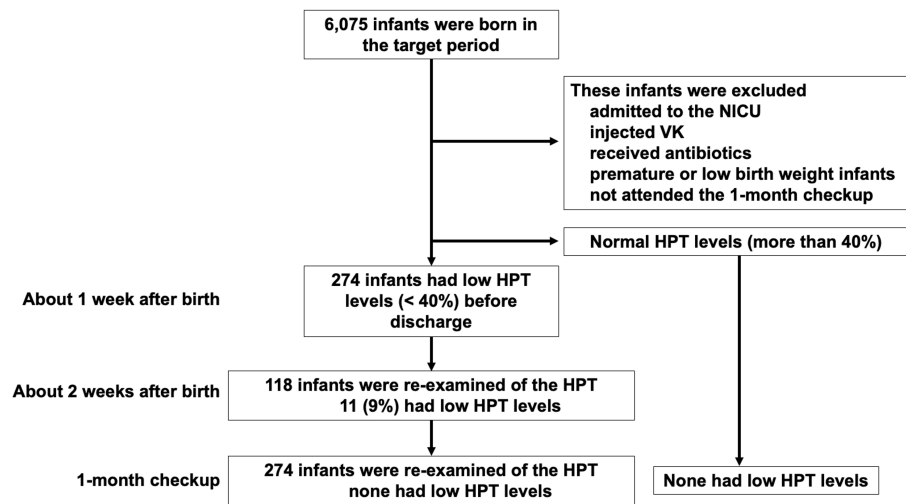 6,075 infants were born in
the target period
These infants were excluded
admitted to the NICU
injected VK
received antibiotics
premature or low birth weight infants
not attended the 1-month checkup
Normal HPT levels (more than 40%)
About 1 week after birth
274 infants had low HPT
levels (< 40%) before
discharge
About 2 weeks after birth
118 infants were re-examined of the HPT
11 (9%) had low HPT levels
1-month checkup
274 infants were re-examined of the HPT
none had low HPT levels
None had low HPT levels